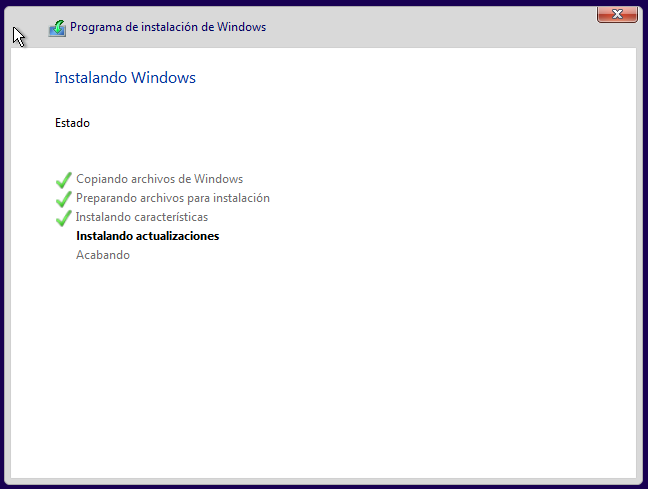 Programa de instalación de Windows
Instalando Windows
Estado
Copiando archivos de Windows
Preparando archivos para instalación
Instalando características
Instalando actualizaciones
Acabando